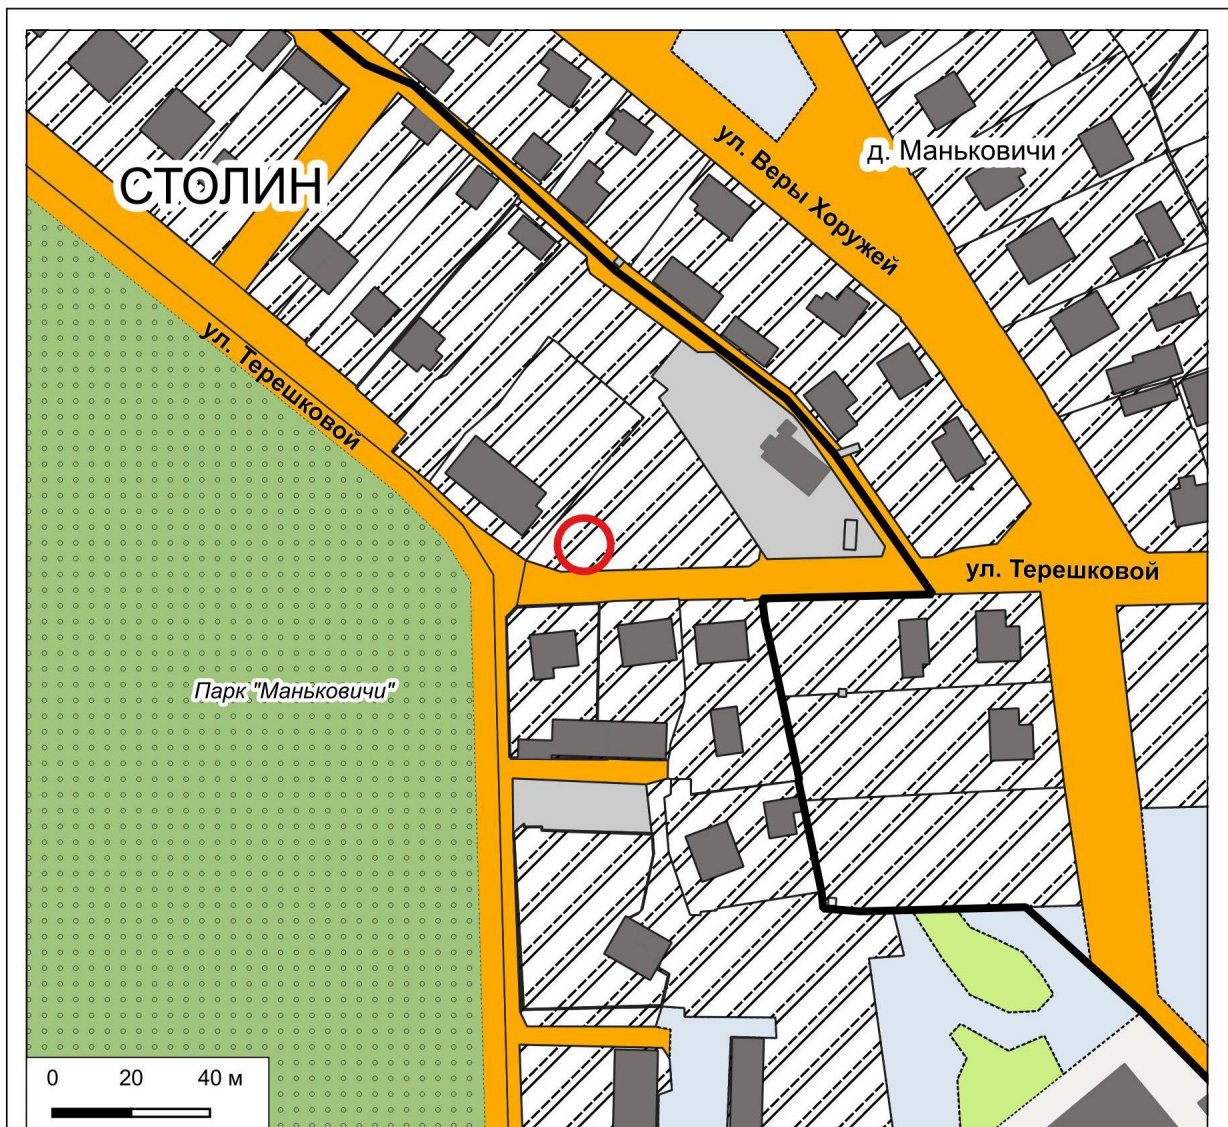 ул. Веры Хоружей
д. Маньковичи
СТОЛИН
ул. Терешковой
ул. Терешковой
Парк "Маньковичи"
0 20 40 м